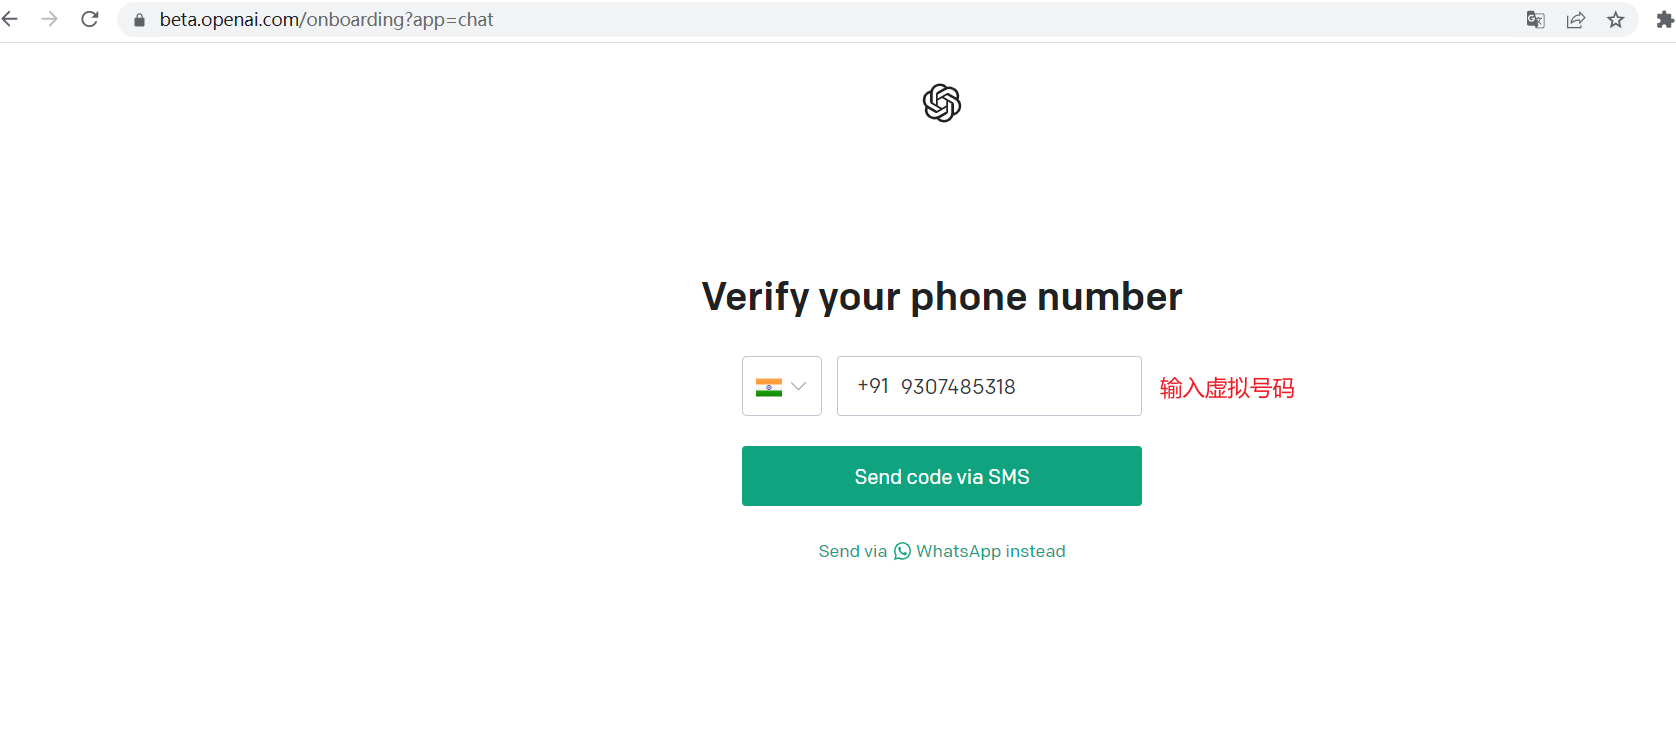 beta.openai.com/onboarding?app=chat
Verify your phone number
+91 9307485318 输入虚拟号码
Send code via SMS
Send via WhatsApp instead